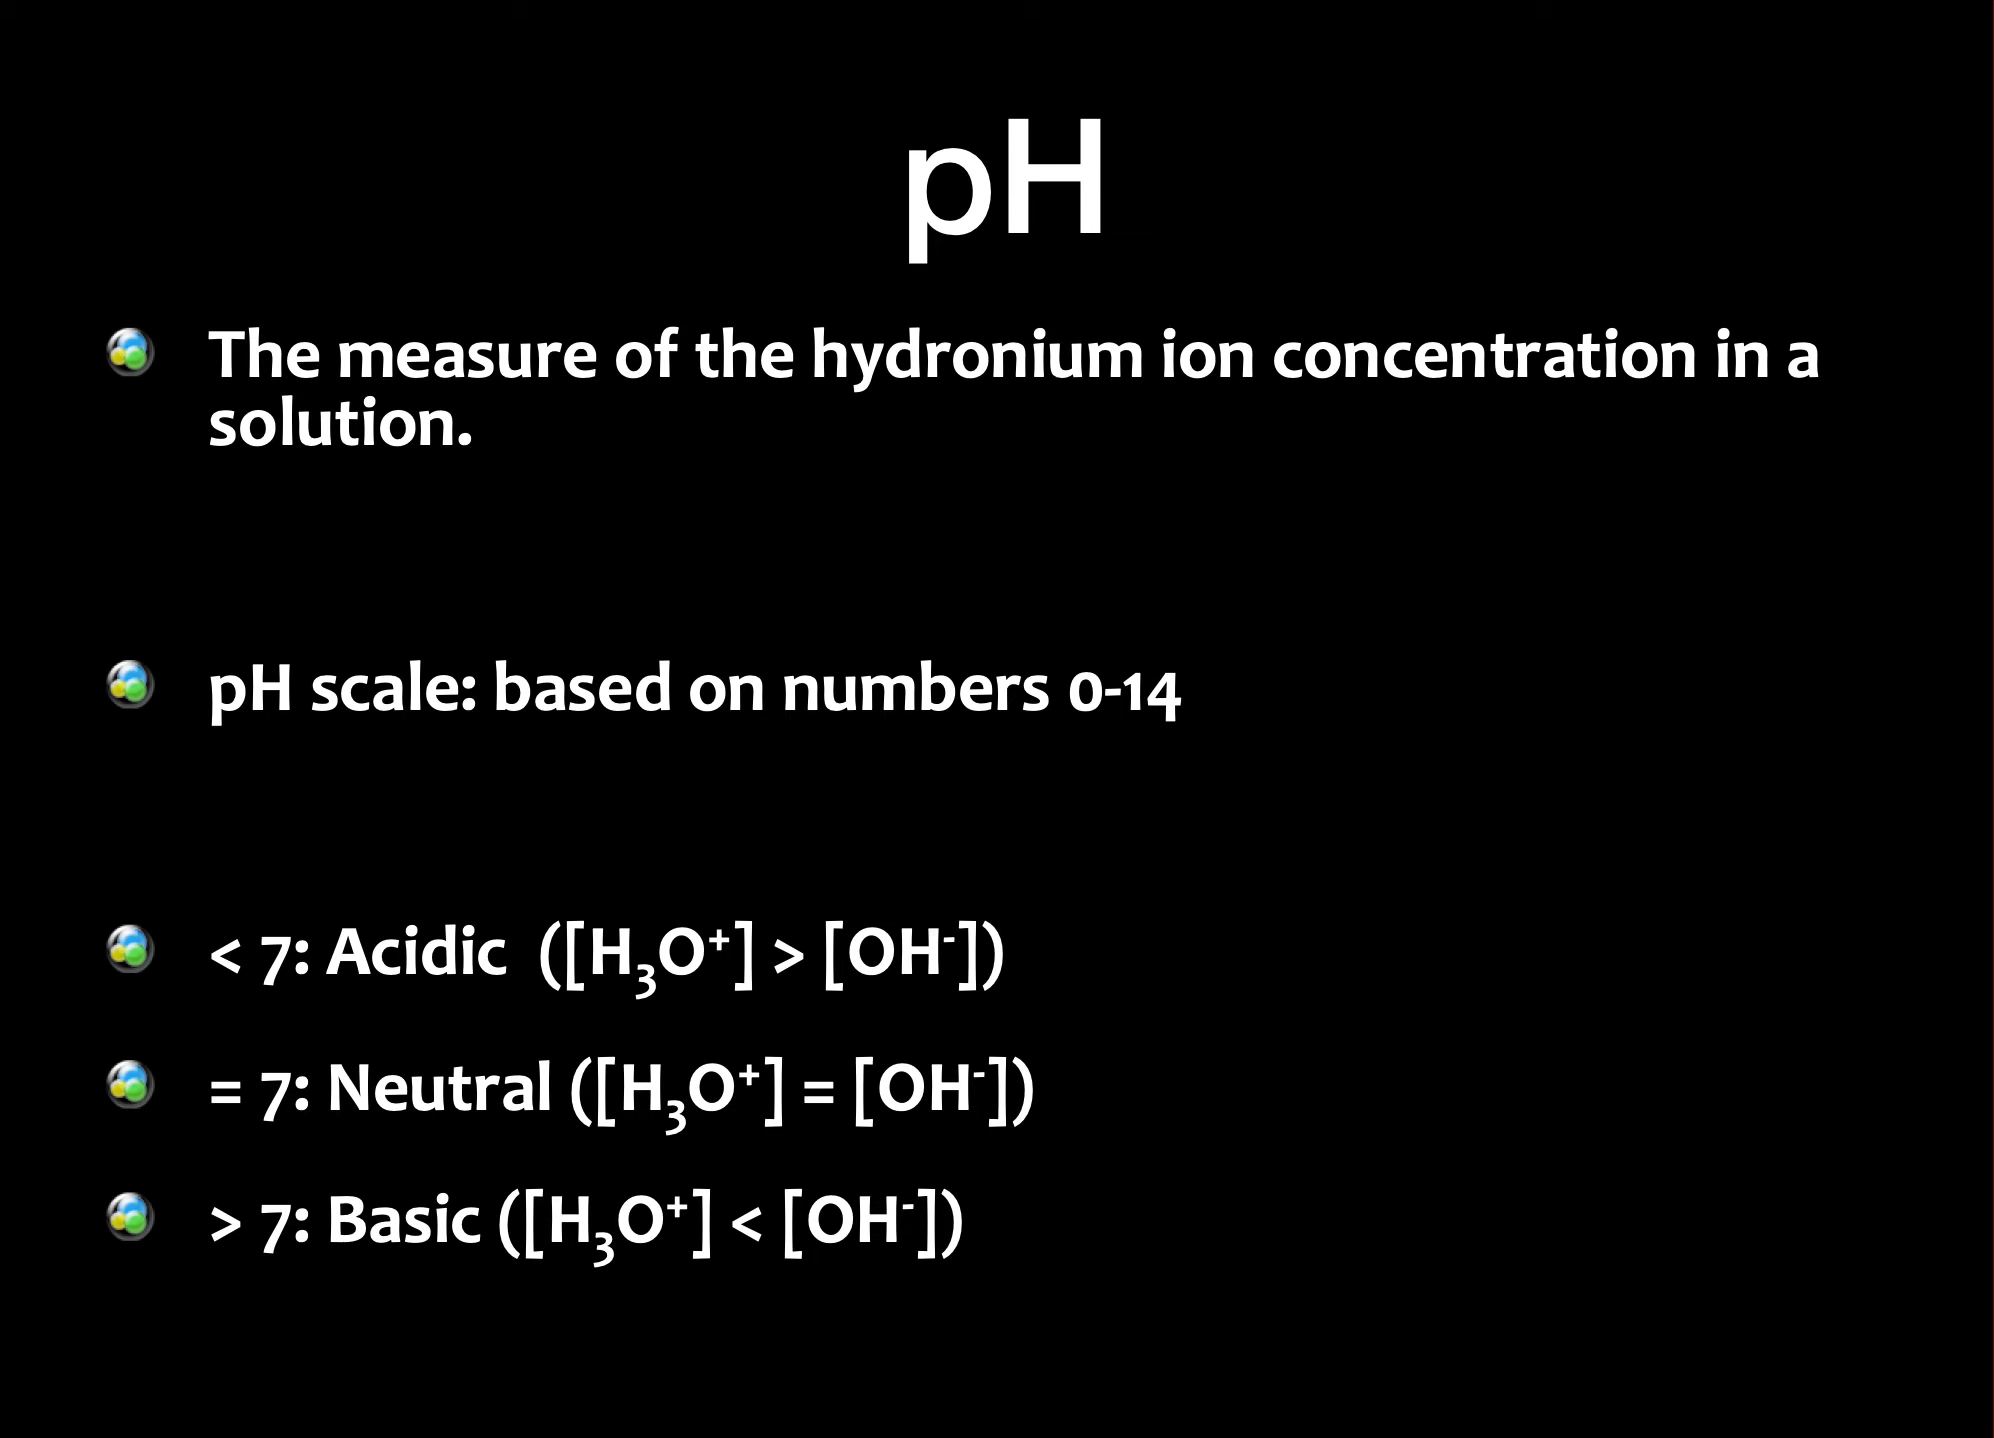 pH
The measure of the hydronium ion concentration in a
solution.
pH scale: based on numbers 0-14
< 7: Acidic ([H₃O⁺] > [OH⁻])
= 7: Neutral ([H₃O⁺] = [OH⁻])
> 7: Basic ([H₃O⁺] < [OH⁻])